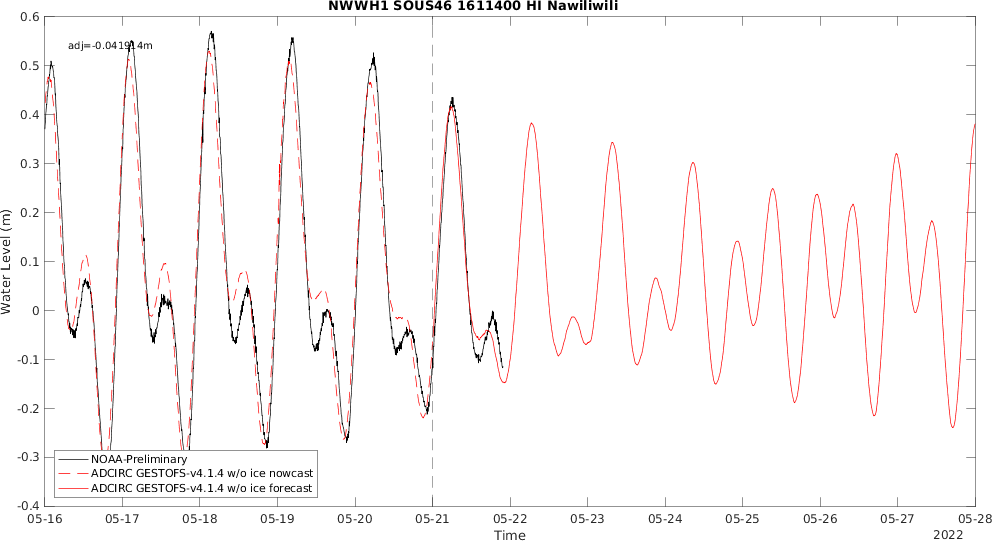 NWWH1 SOUS46 1611400 HI Nawiliwili
adj=-0.041914m
0.6
0.5
0.4
0.3
0.2
0.1
0
-0.1
-0.2
-0.3
-0.4
Water Level (m)
NOAA-Preliminary
ADCIRC GESTOFS-v4.1.4 w/o ice nowcast
ADCIRC GESTOFS-v4.1.4 w/o ice forecast
05-16 05-17 05-18 05-19 05-20 05-21 05-22 05-23 05-24 05-25 05-26 05-27 05-28
Time
2022